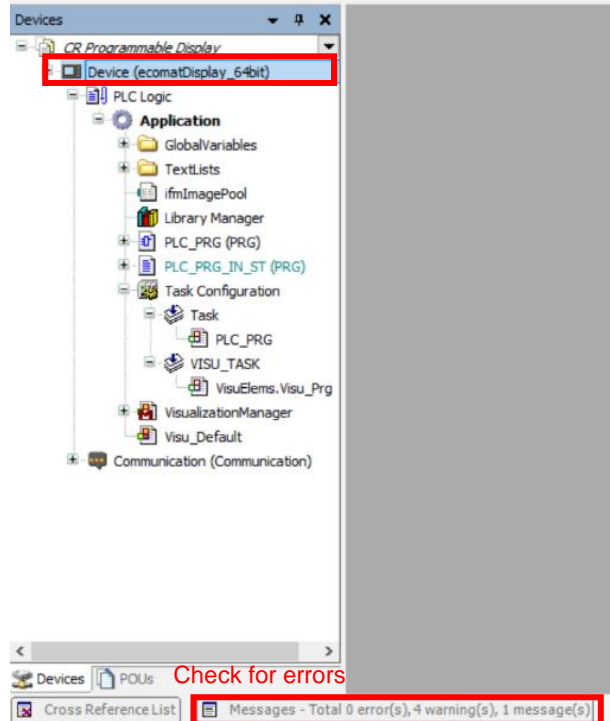 Devices
CR Programmable Display
Device (ecomatDisplay_64bit)
PLC Logic
Application
GlobalVariables
TextLists
ifmImagePool
Library Manager
PLC_PRG (PRG)
PLC_PRG_IN_ST (PRG)
Task Configuration
Task
PLC_PRG
VISU_TASK
VisuElems.Visu_Prg
VisualizationManager
Visu_Default
Communication (Communication)
Devices POUs Check for errors
Cross Reference List Messages - Total 0 error(s), 4 warning(s), 1 message(s)